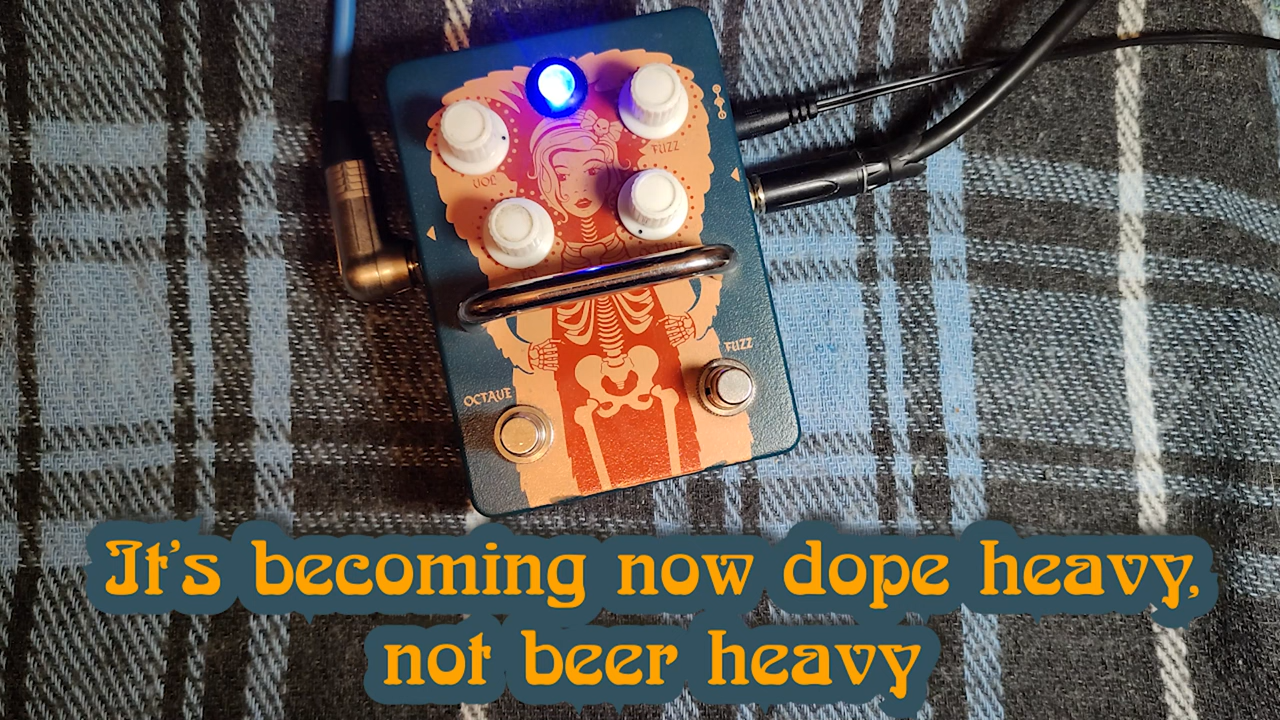 VOL
FUZZ
FUZZ
OCTAVE
It's becoming now dope heavy,
not beer heavy